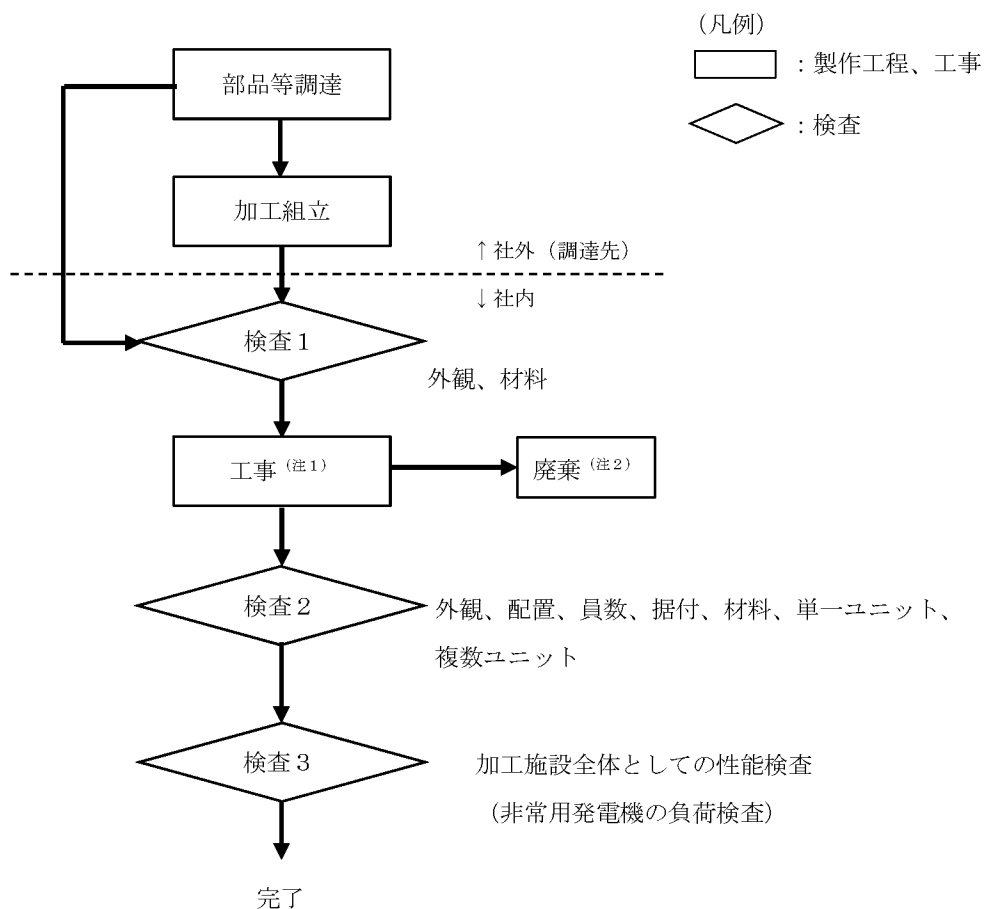 (凡例)
：製作工程、工事
：検査
部品等調達
加工組立
↑社外（調達先）
↓社内
検査１
外観、材料
工事（注１）
廃棄（注２）
検査２
外観、配置、員数、据付、材料、単一ユニット、
複数ユニット
検査３
加工施設全体としての性能検査
（非常用発電機の負荷検査）
完了